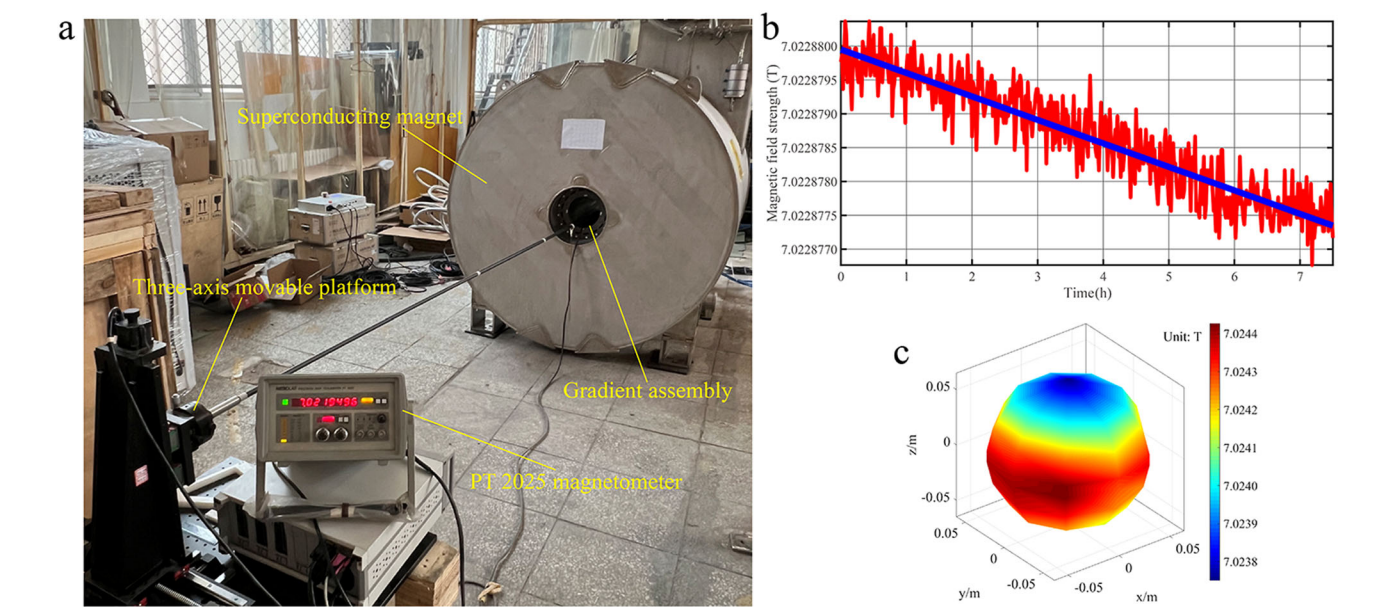 a
Superconducting magnet
Three-axis movable platform
Gradient assembly
PT 2025 magnetometer
b
Magnetic field strength (T)
7.0228800
7.0228795
7.0228790
7.0228785
7.0228780
7.0228775
7.0228770
0 1 2 3 4 5 6 7
Time(h)
c
Unit: T
7.0244
7.0243
7.0242
7.0241
7.0240
7.0239
7.0238
z/m
0.05
0
-0.05
0.05
0
-0.05
y/m
-0.05
0
0.05
x/m